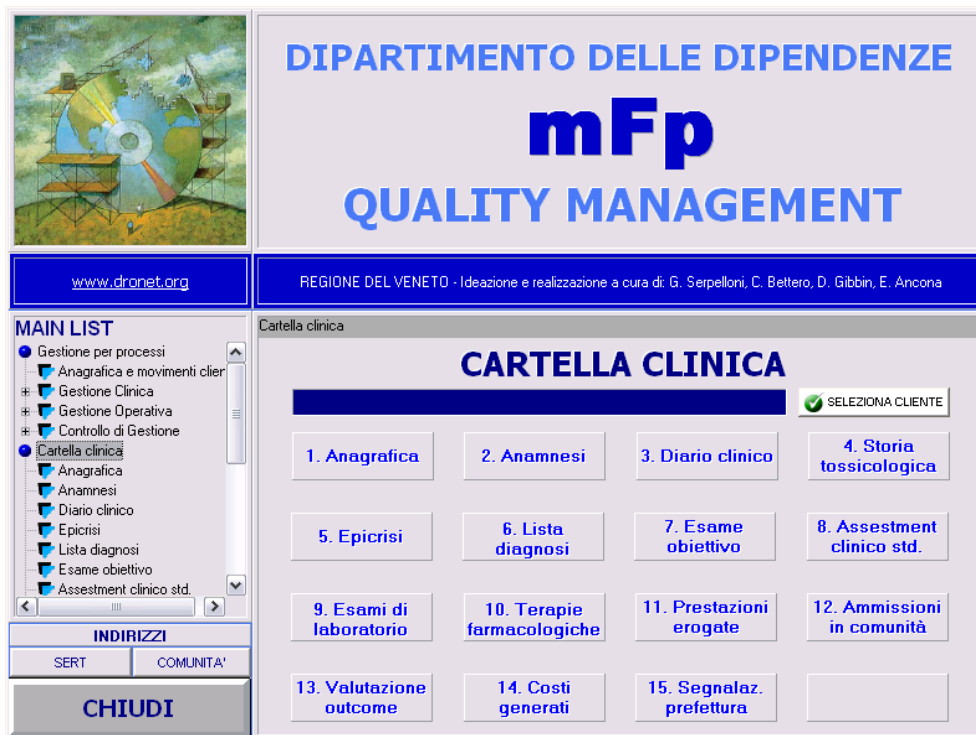 DIPARTIMENTO DELLE DIPENDENZE
mFp
QUALITY MANAGEMENT
www.dronet.org
REGIONE DEL VENETO - Ideazione e realizzazione a cura di: G. Serpelloni, C. Bettero, D. Gibbin, E. Ancona
MAIN LIST
Gestione per processi
Anagrafica e movimenti clier
Gestione Clinica
Gestione Operativa
Controllo di Gestione
Cartella clinica
Anagrafica
Anamnesi
Diario clinico
Epicrisi
Lista diagnosi
Esame obiettivo
Assestment clinico std.
INDIRIZZI
SERT
COMUNITA'
CHIUDI
Cartella clinica
CARTELLA CLINICA
SELEZIONA CLIENTE
1. Anagrafica
2. Anamnesi
3. Diario clinico
4. Storia
tossicologica
5. Epicrisi
6. Lista
diagnosi
7. Esame
obiettivo
8. Assestment
clinico std.
9. Esami di
laboratorio
10. Terapie
farmacologiche
11. Prestazioni
erogate
12. Ammissioni
in comunità
13. Valutazione
outcome
14. Costi
generati
15. Segnalaz.
prefettura